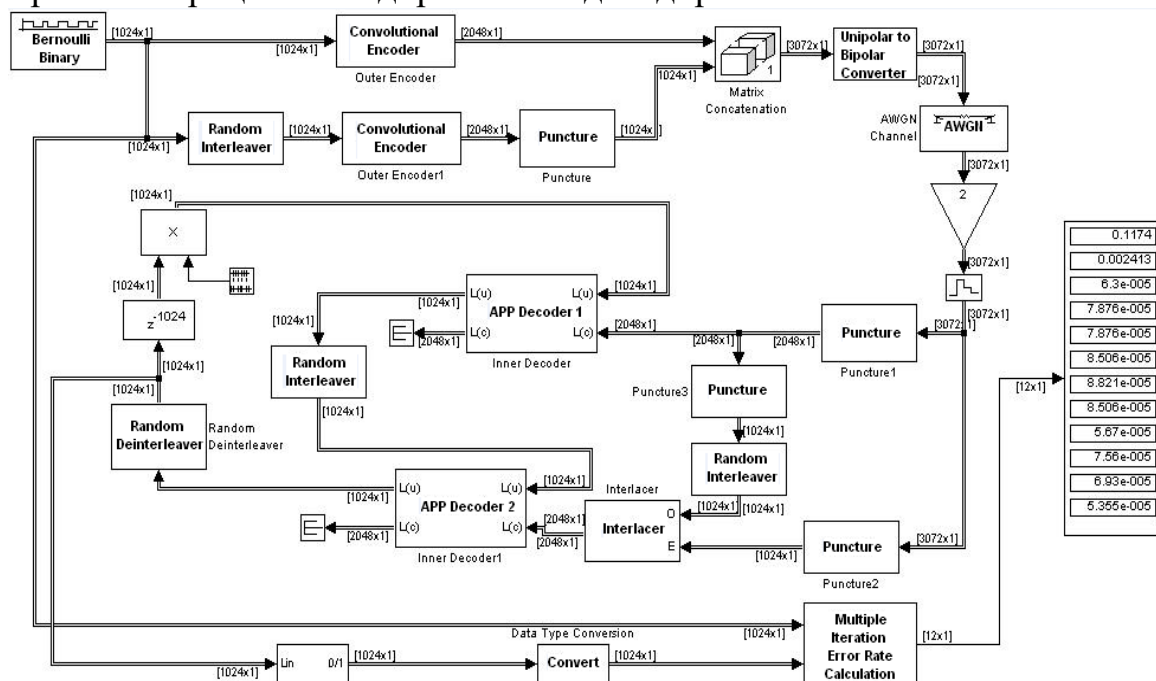 [1024x1]
Bernoulli
Binary
[1024x1]
Convolutional
Encoder
Outer Encoder
[2048x1]
[1024x1]
1
Matrix
Concatenation
[3072x1]
Unipolar to
Bipolar
Converter
[3072x1]
[3072x1]
AWGN
Channel
AWGN
[3072x1]
[1024x1]
Random
Interleaver
[1024x1]
Convolutional
Encoder
Outer Encoder1
[2048x1]
Puncture
Puncture
2
[3072x1]
[3072x1]
[1024x1]
X
[1024x1]
-1024
z
[1024x1]
[1024x1]
Random
Deinterleaver
Random
Deinterleaver
[1024x1]
Random
Interleaver
[1024x1]
[1024x1]
L(u)
L(u)
APP Decoder 1
L(c)
L(c)
[2048x1]
Inner Decoder
[1024x1]
[2048x1]
[2048x1]
[2048x1]
Puncture
Puncture1
Puncture3
Puncture
[1024x1]
Random
Interleaver
[1024x1]
[1024x1]
[1024x1]
L(u)
L(u)
APP Decoder 2
L(c)
L(c)
[2048x1]
Inner Decoder1
[1024x1]
[2048x1]
[2048x1]
Interlacer
Interlacer
O
E
[1024x1]
Puncture
Puncture2
[3072x1]
[12x1]
0.1174
0.002413
6.3e-005
7.876e-005
7.876e-005
8.506e-005
8.821e-005
8.506e-005
5.67e-005
7.56e-005
6.93e-005
5.355e-005
Data Type Conversion
[1024x1]
Multiple
Iteration
Error Rate
Calculation
[12x1]
[1024x1]
Lin
0/1
[1024x1]
Convert
[1024x1]